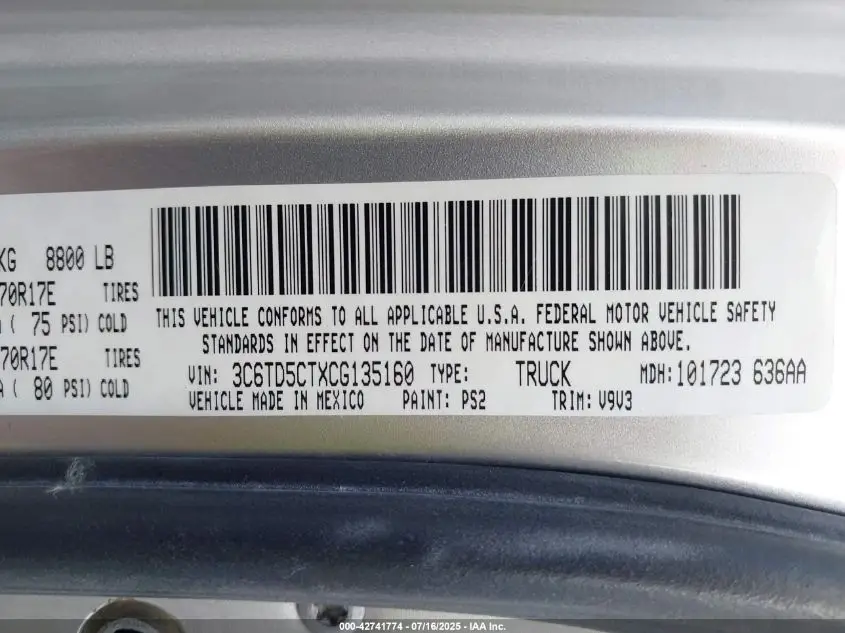 KG 8800 LB
70R17E TIRES
( 75 PSI) COLD
70R17E TIRES
A ( 80 PSI) COLD
THIS VEHICLE CONFORMS TO ALL APPLICABLE U.S.A. FEDERAL MOTOR VEHICLE SAFETY
STANDARDS IN EFFECT ON THE DATE OF MANUFACTURE SHOWN ABOVE.
VIN: 3C6TD5CTXCG135160 TYPE: TRUCK MDH: 101723 636AA
VEHICLE MADE IN MEXICO PAINT: PS2 TRIM: V9V3
000-42741774 - 07/16/2025 - IAA Inc.